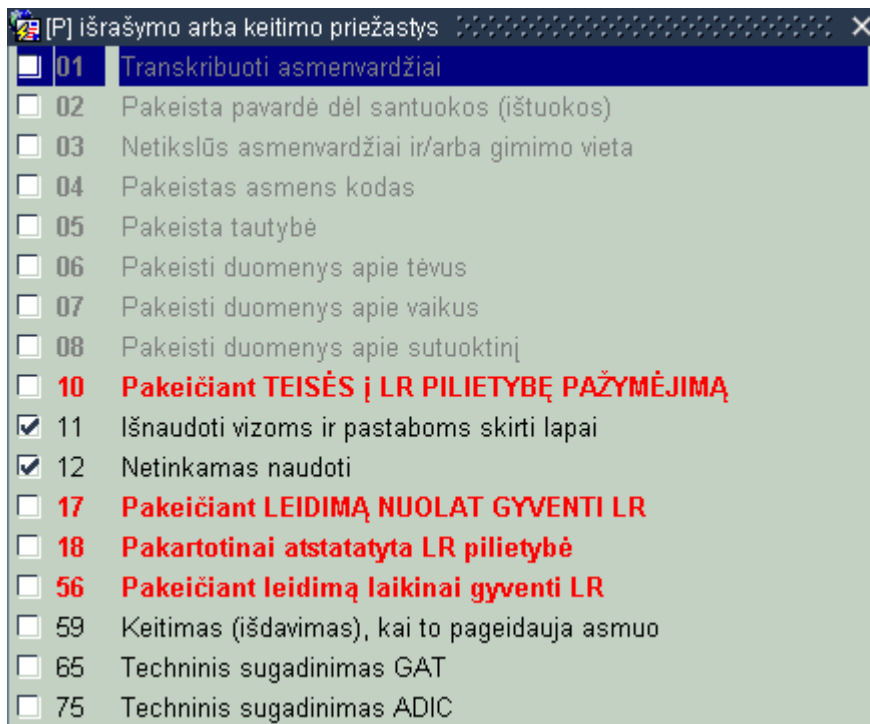 [P] išrašymo arba keitimo priežastys
01 Transkribuoti asmenvardžiai
02 Pakeista pavardė dėl santuokos (ištuokos)
03 Netikslūs asmenvardžiai ir/arba gimimo vieta
04 Pakeistas asmens kodas
05 Pakeista tautybė
06 Pakeisti duomenys apie tėvus
07 Pakeisti duomenys apie vaikus
08 Pakeisti duomenys apie sutuoktinį
10 Pakeičiant TEISĖS į LR PILIETYBĘ PAŽYMĖJIMĄ
11 Išnaudoti vizoms ir pastaboms skirti lapai
12 Netinkamas naudoti
17 Pakeičiant LEIDIMĄ NUOLAT GYVENTI LR
18 Pakartotinai atstatatyta LR pilietybė
56 Pakeičiant leidimą laikinai gyventi LR
59 Keitimas (išdavimas), kai to pageidauja asmuo
65 Techninis sugadinimas GAT
75 Techninis sugadinimas ADIC